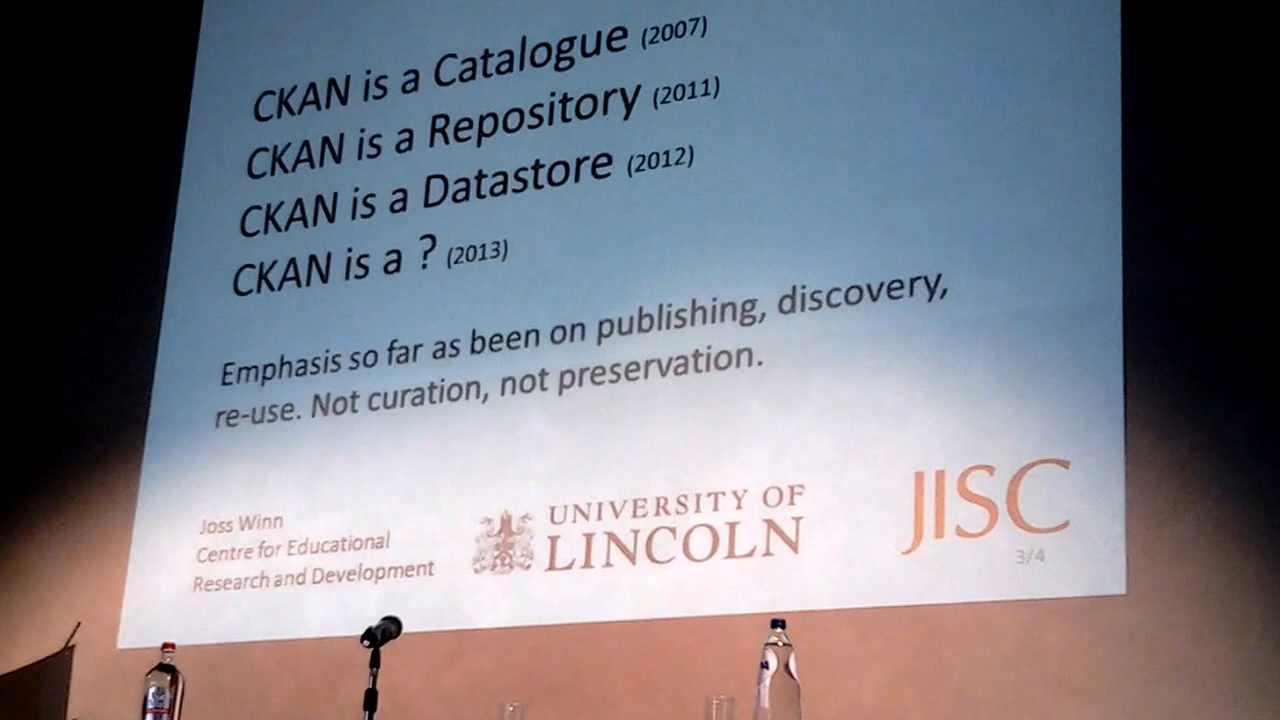 CKAN is a Catalogue (2007)
CKAN is a Repository (2011)
CKAN is a Datastore (2012)
CKAN is a ? (2013)
Emphasis so far as been on publishing, discovery,
re-use. Not curation, not preservation.
Joss Winn
Centre for Educational
Research and Development
UNIVERSITY OF
LINCOLN
JISC
3/4